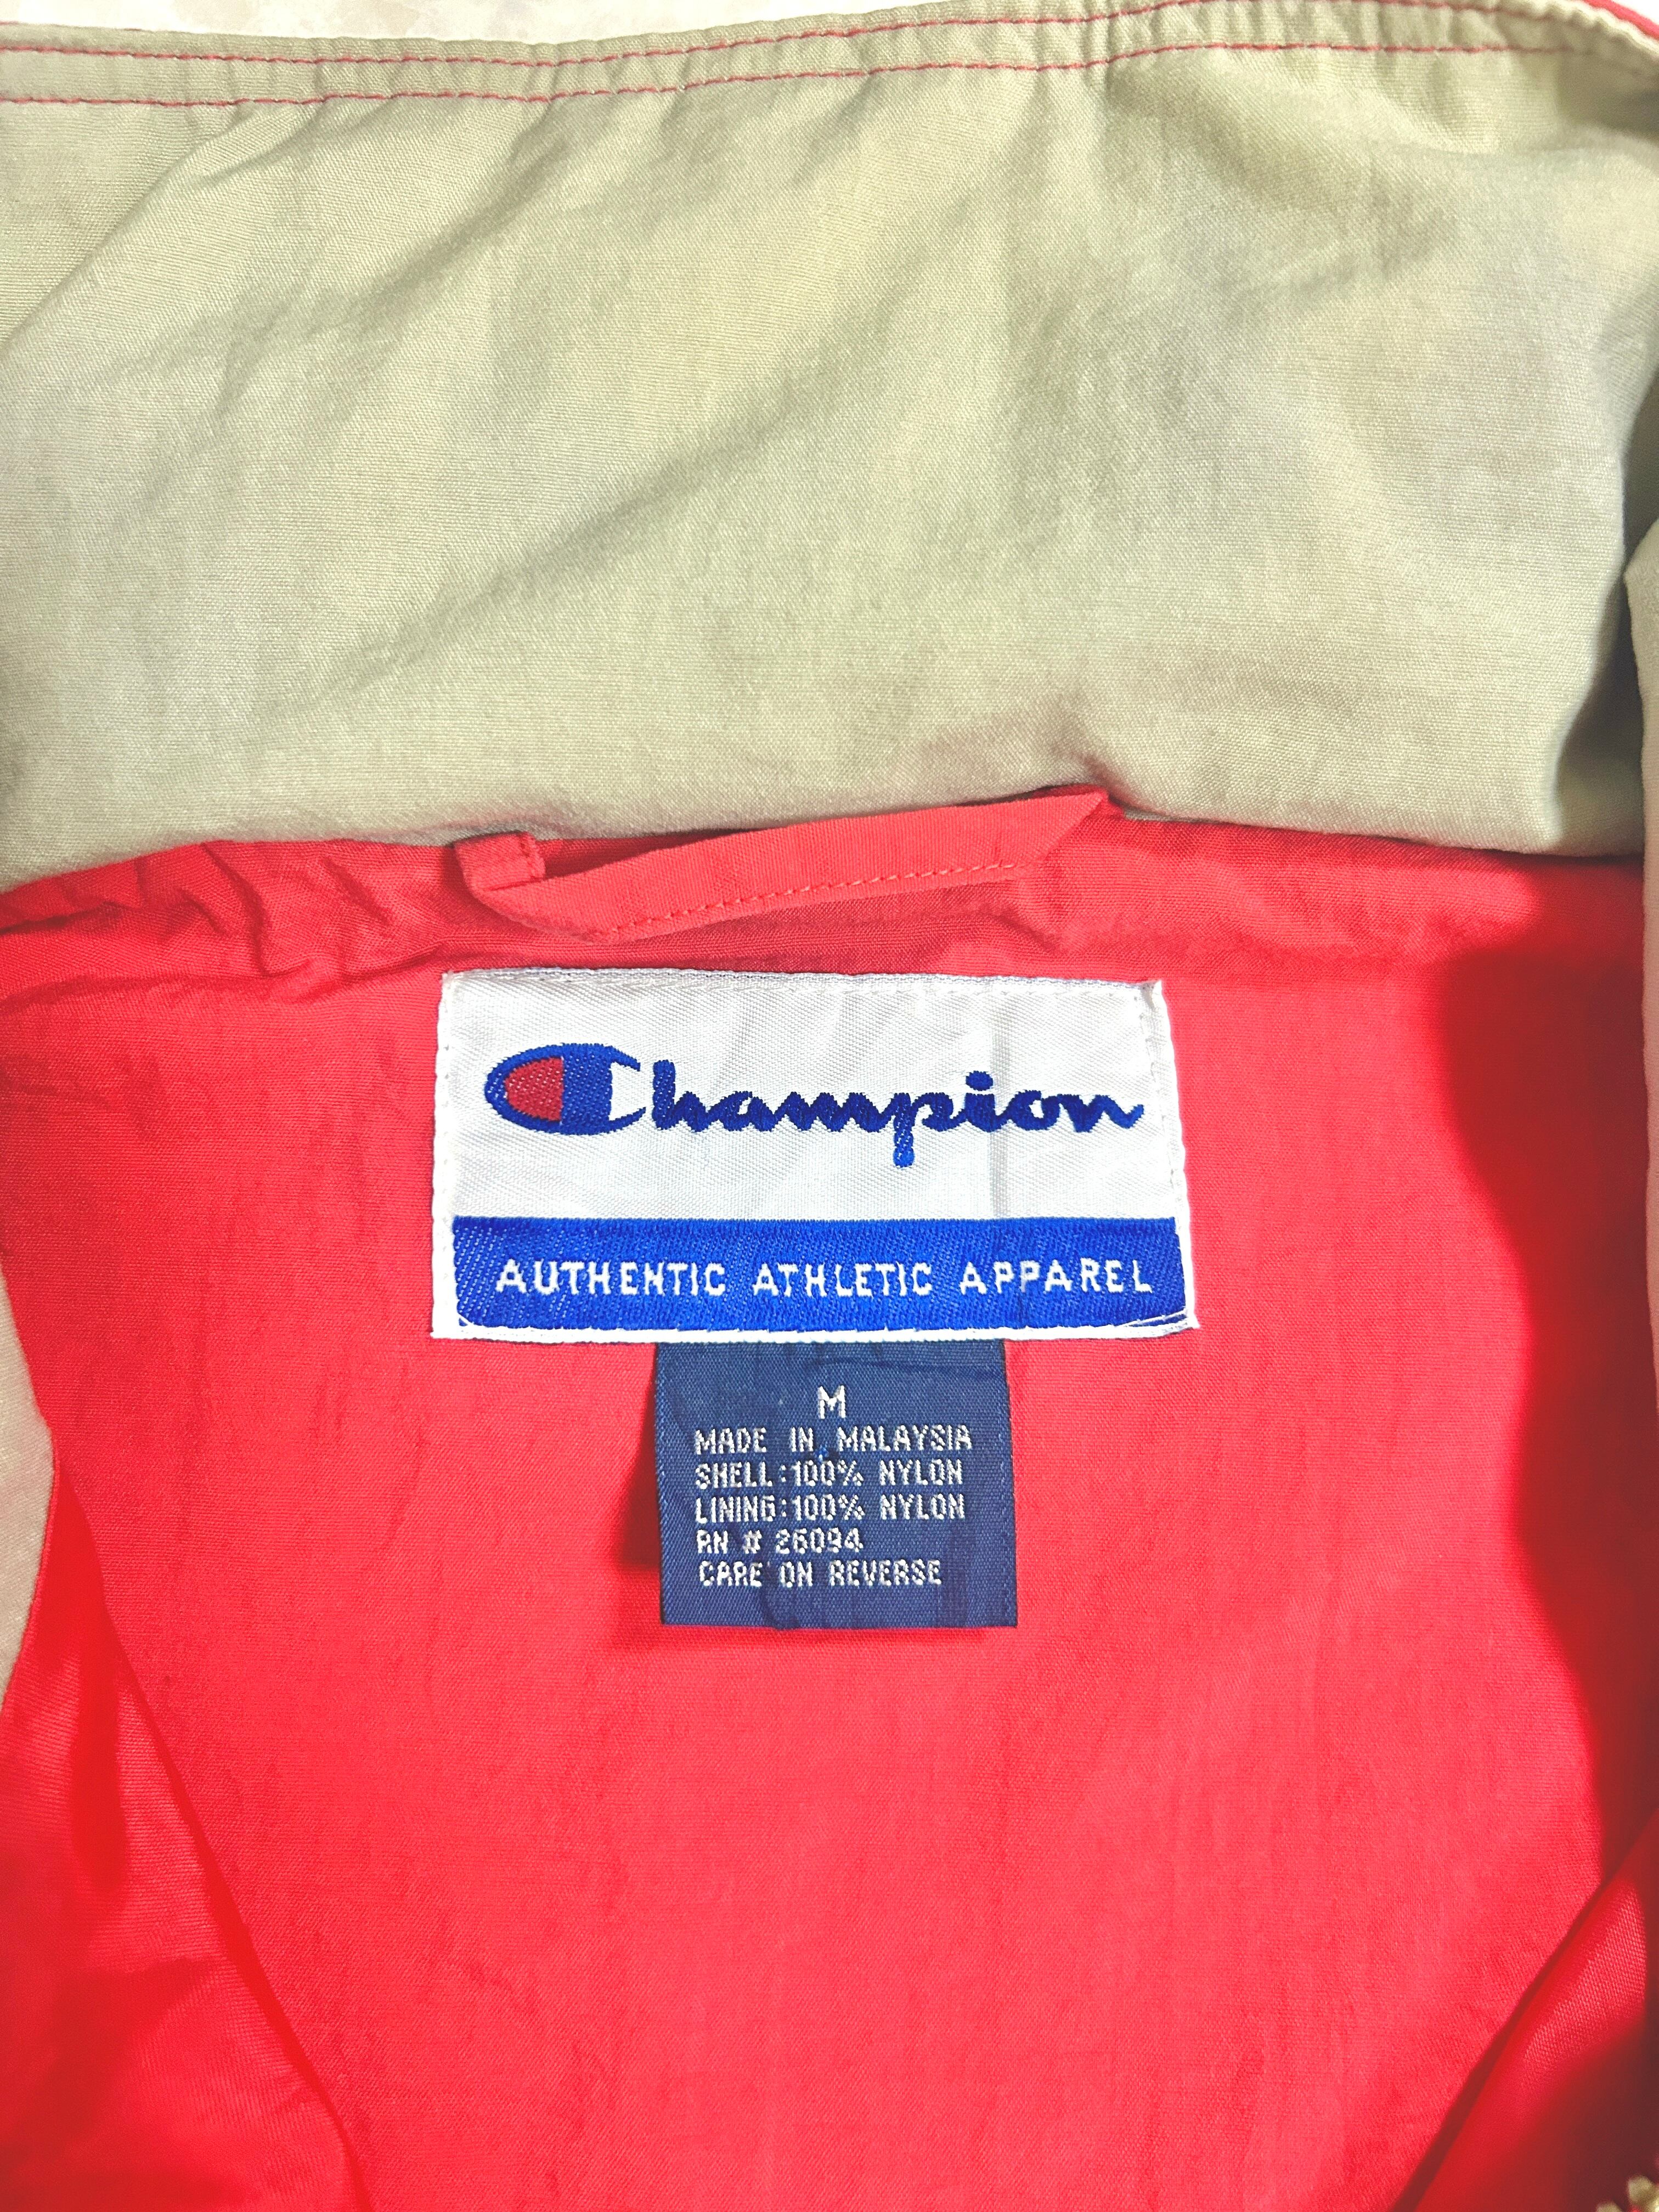 Champion
AUTHENTIC ATHLETIC APPAREL
M
MADE IN MALAYSIA
SHELL:100% NYLON
LINING:100% NYLON
RN # 26094
CARE ON REVERSE